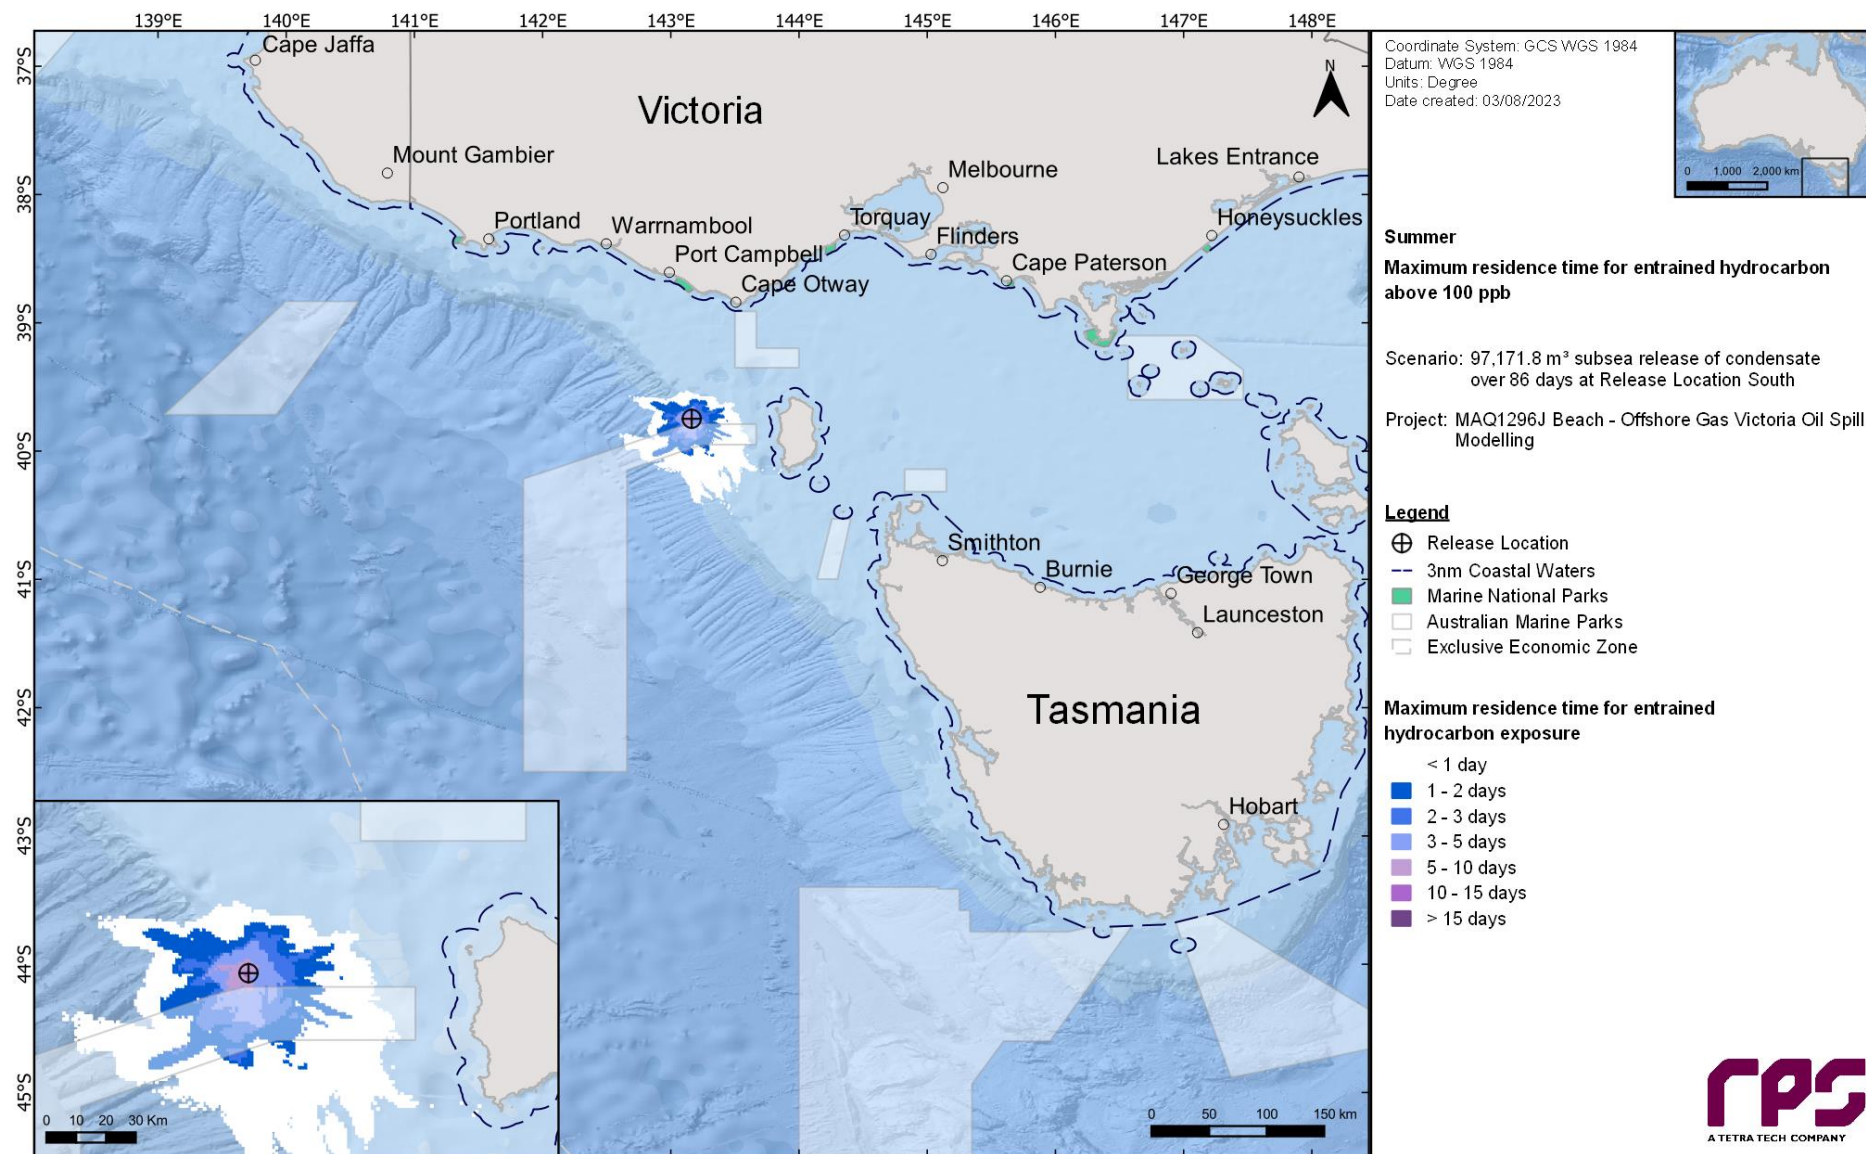 139°E 140°E 141°E 142°E 143°E 144°E 145°E 146°E 147°E 148°E
37°S
38°S
39°S
40°S
41°S
42°S
43°S
44°S
45°S
Cape Jaffa
Victoria
N
Mount Gambier
Melbourne
Lakes Entrance
Portland
Warrnambool
Torquay
Honeysuckles
Port Campbell
Flinders
Cape Otway
Cape Paterson
Smithton
Burnie
George Town
Launceston
Tasmania
Hobart
0 10 20 30 Km
0 50 100 150 km
Coordinate System: GCS WGS 1984
Datum: WGS 1984
Units: Degree
Date created: 03/08/2023
0 1,000 2,000 km
Summer
Maximum residence time for entrained hydrocarbon
above 100 ppb
Scenario: 97,171.8 m³ subsea release of condensate
over 86 days at Release Location South
Project: MAQ1296J Beach - Offshore Gas Victoria Oil Spill
Modelling
Legend
Release Location
3nm Coastal Waters
Marine National Parks
Australian Marine Parks
Exclusive Economic Zone
Maximum residence time for entrained
hydrocarbon exposure
< 1 day
1 - 2 days
2 - 3 days
3 - 5 days
5 - 10 days
10 - 15 days
> 15 days
rps
A TETRA TECH COMPANY